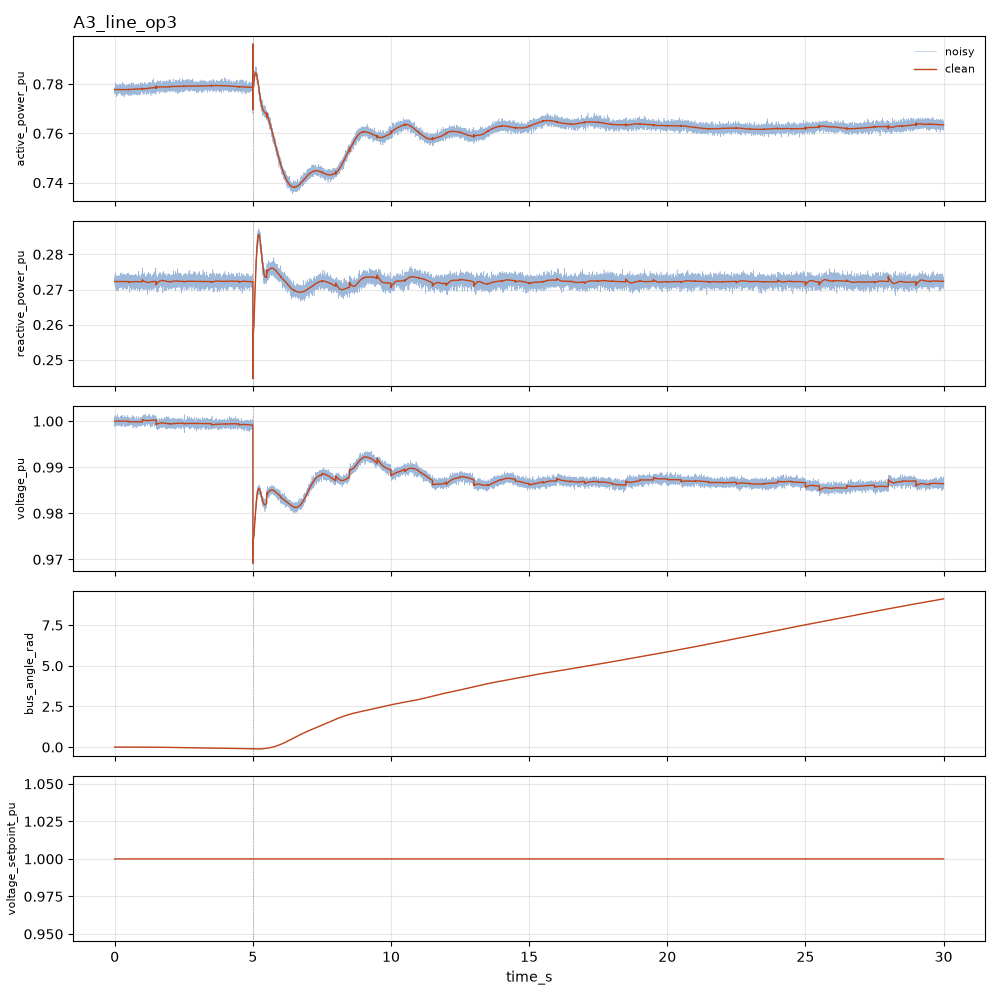 A3_line_op3
noisy
clean
active_power_pu
0.78
0.76
0.74
reactive_power_pu
0.28
0.27
0.26
0.25
voltage_pu
1.00
0.99
0.98
0.97
bus_angle_rad
7.5
5.0
2.5
0.0
voltage_setpoint_pu
1.050
1.025
1.000
0.975
0.950
0 5 10 15 20 25 30
time_s